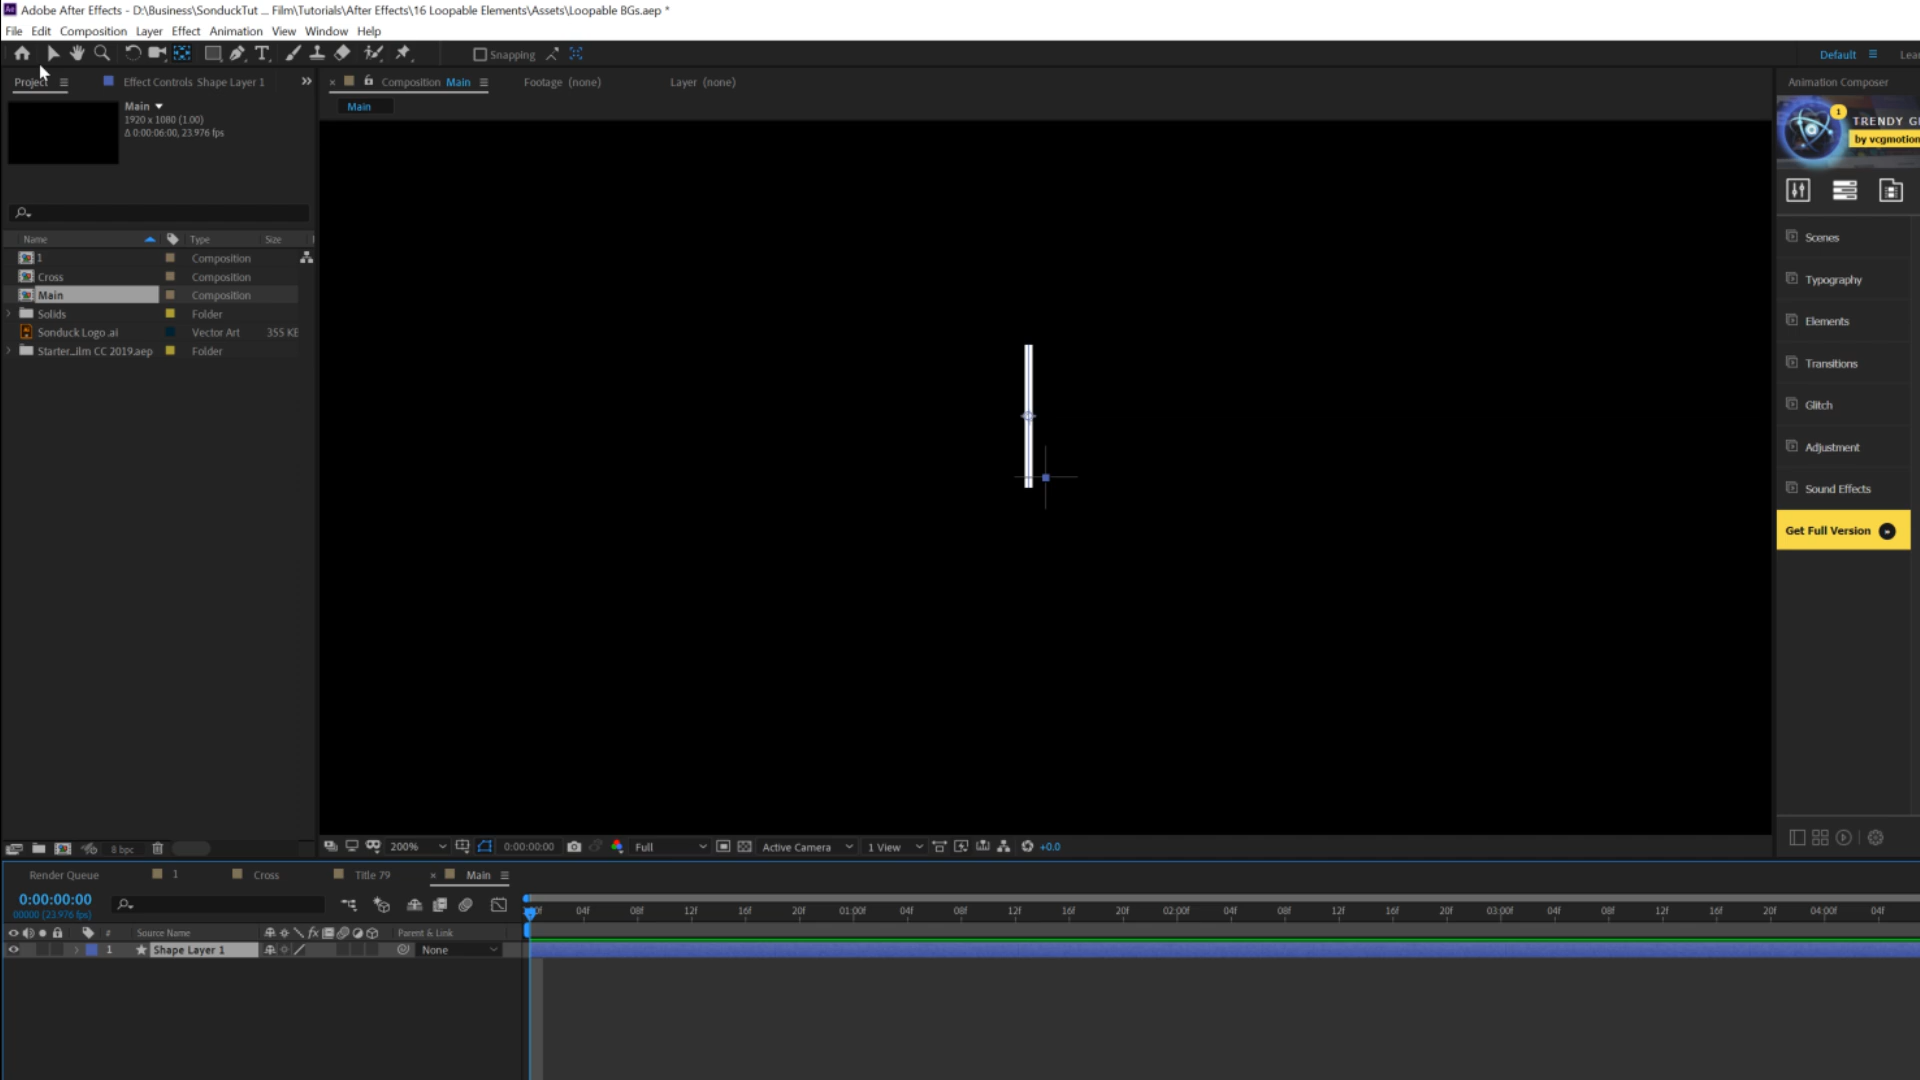 Adobe After Effects - D:\Business\SonduckTut ... Film\Tutorials\After Effects\16 Loopable Elements\Assets\Loopable BGs.aep *
File Edit Composition Layer Effect Animation View Window Help
Snapping
Default
Lear
Project
Effect Controls Shape Layer 1
Composition Main
Footage (none)
Layer (none)
Animation Composer
Main
1920 x 1080 (1.00)
Δ 0:00:06:00, 23.976 fps
Main
1
TRENDY G
by vcgmotion
Name Type Size
1 Composition
Cross Composition
Main Composition
Solids Folder
Sonduck Logo.ai Vector Art 355 KB
Starter_ilm CC 2019.aep Folder
Scenes
Typography
Elements
Transitions
Glitch
Adjustment
Sound Effects
Get Full Version
8 bpc
200% 0:00:00:00 Full Active Camera 1 View +0.0
Render Queue 1 Cross Title 79 Main
0:00:00:00
00000 (23.976 fps)
04f 08f 12f 16f 20f 01:00f 04f 08f 12f 16f 20f 02:00f 04f 08f 12f 16f 20f 03:00f 04f 08f 12f 16f 20f 04:00f 04f
# Source Name fx Parent & Link
1 Shape Layer 1 None